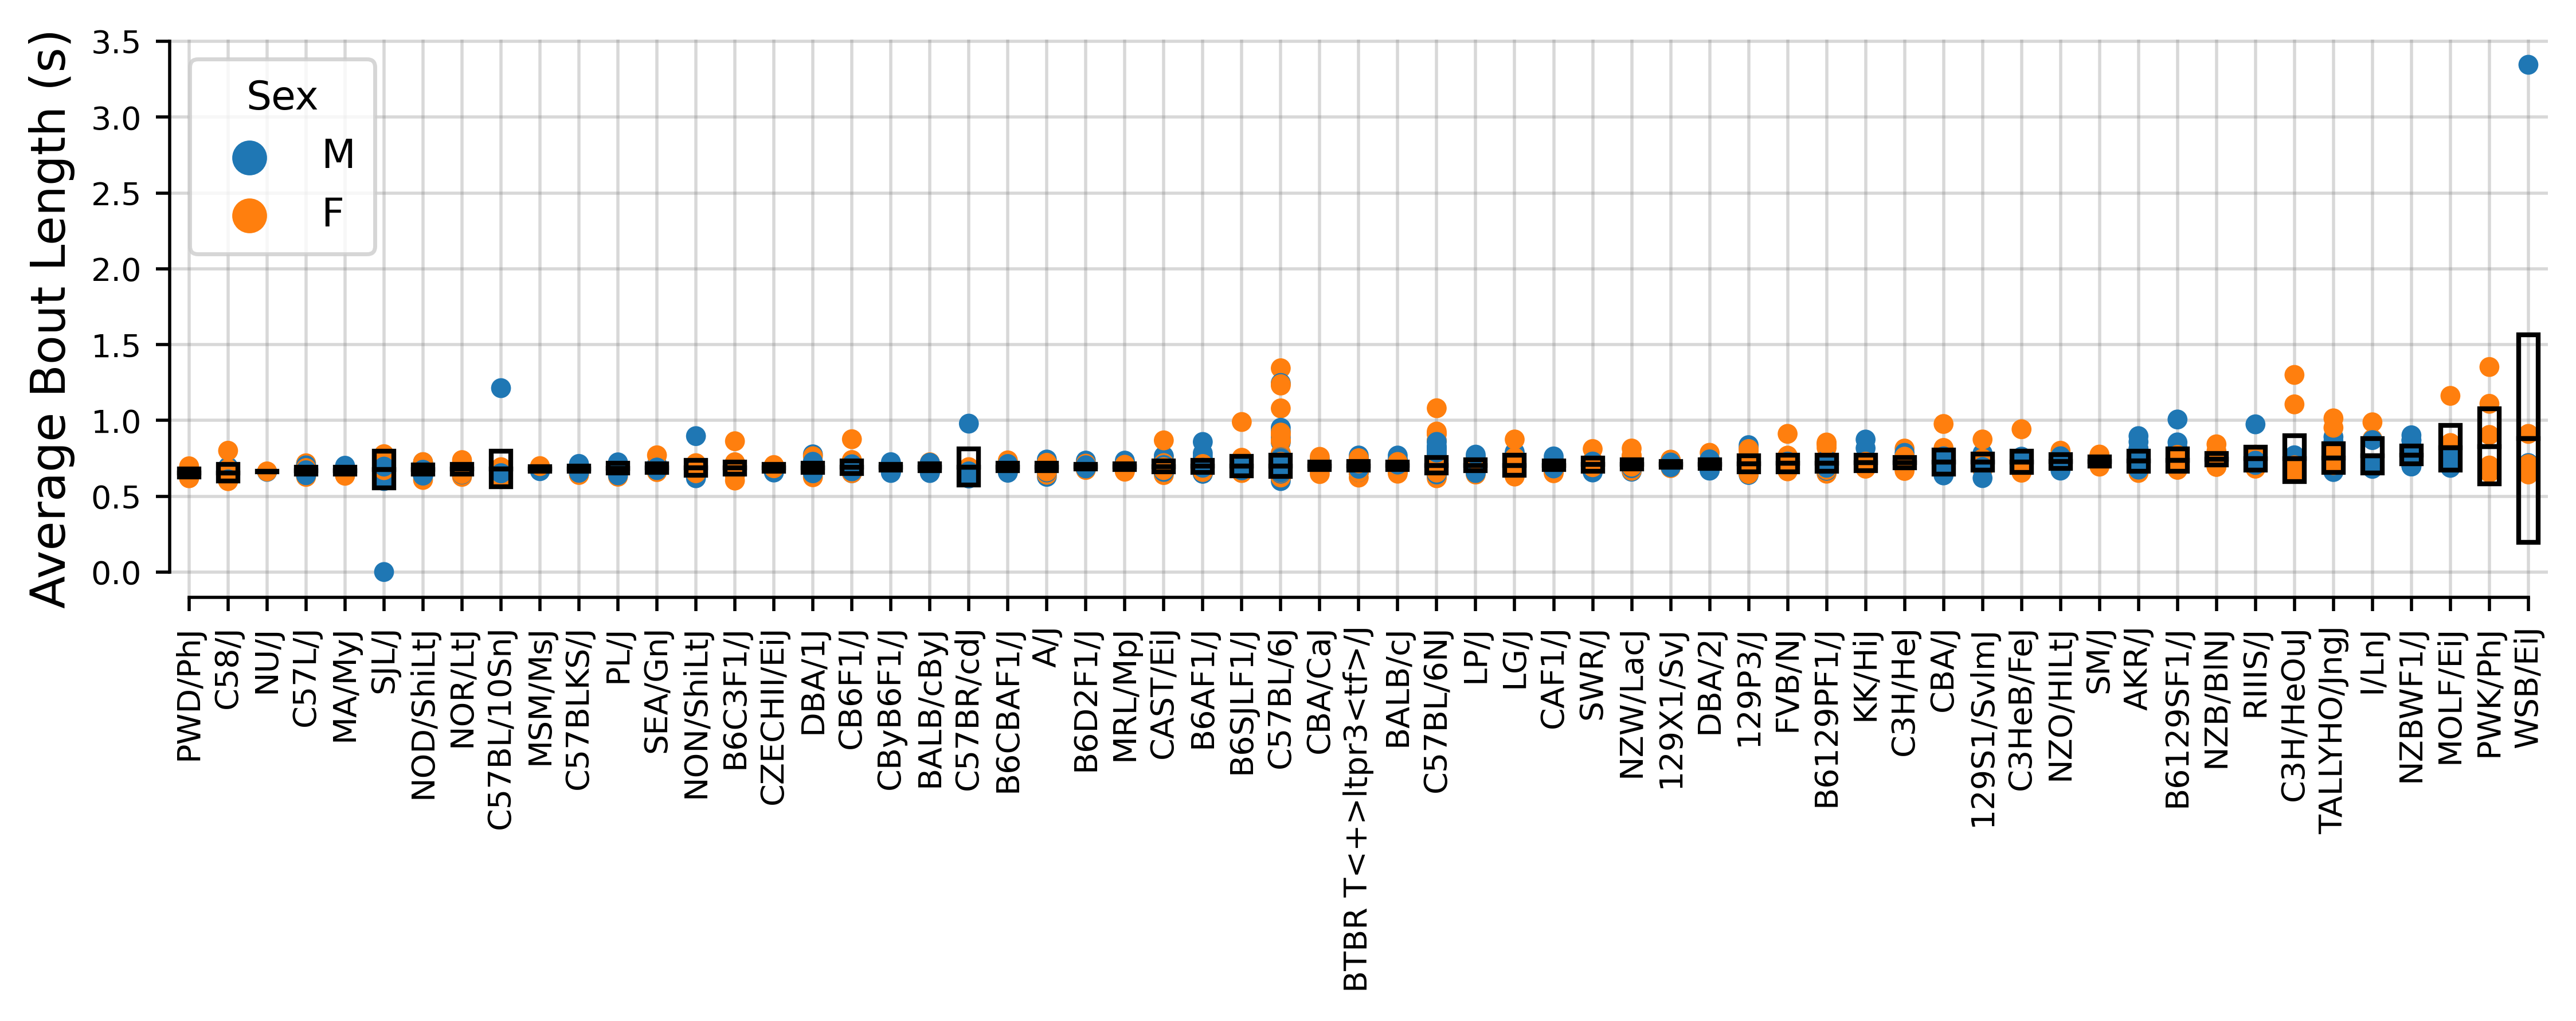 Average Bout Length (s)
3.5
3.0
2.5
2.0
1.5
1.0
0.5
0.0
Sex
M
F
PWD/PhJ
C58/J
NU/J
C57L/J
MA/MyJ
SJL/J
NOD/ShiLtJ
NOR/LtJ
C57BL/10SnJ
MSM/MsJ
C57BLKS/J
PL/J
SEA/GnJ
NON/ShiLtJ
B6C3F1/J
CZECHII/EiJ
DBA/1J
CB6F1/J
CByB6F1/J
BALB/cByJ
C57BR/cdJ
B6CBAF1/J
A/J
B6D2F1/J
MRL/MpJ
CAST/EiJ
B6AF1/J
B6SJLF1/J
C57BL/6J
CBA/CaJ
BTBR T<+>ltpr3<tf>/J
BALB/cJ
C57BL/6NJ
LP/J
LG/J
CAF1/J
SWR/J
NZW/LacJ
129X1/SvJ
DBA/2J
129P3/J
FVB/NJ
B6129PF1/J
KK/HiJ
C3H/HeJ
CBA/J
129S1/SvImJ
C3HeB/FeJ
NZO/HlLtJ
SM/J
AKR/J
B6129SF1/J
NZB/BlNJ
RIIIS/J
C3H/HeOuJ
TALLYHO/JngJ
I/LnJ
NZBWF1/J
MOLF/EiJ
PWK/PhJ
WSB/EiJ